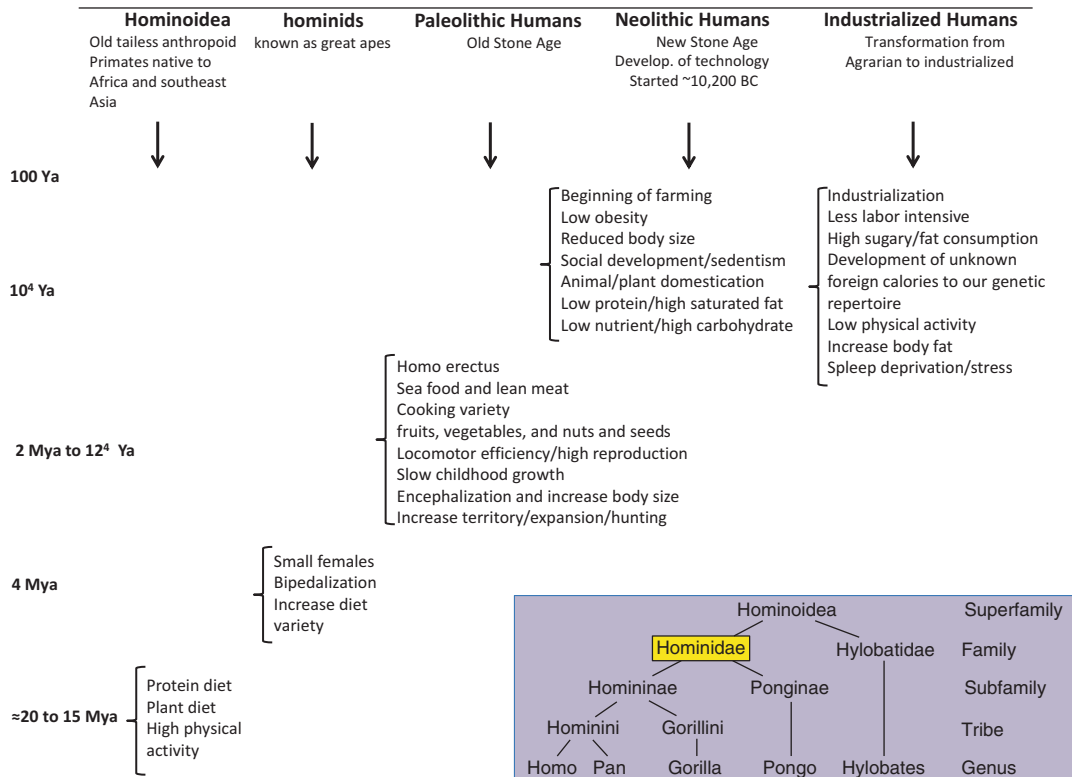 Hominoidea
Old tailless anthropoid
Primates native to
Africa and southeast
Asia
hominids
known as great apes
Paleolithic Humans
Old Stone Age
Neolithic Humans
New Stone Age
Develop. of technology
Started ~10,200 BC
Industrialized Humans
Transformation from
Agrarian to industrialized
100 Ya
Beginning of farming
Low obesity
Reduced body size
Social development/sedentism
Animal/plant domestication
Low protein/high saturated fat
Low nutrient/high carbohydrate
Industrialization
Less labor intensive
High sugary/fat consumption
Development of unknown
foreign calories to our genetic
repertoire
Low physical activity
Increase body fat
Spleep deprivation/stress
10⁴ Ya
Homo erectus
Sea food and lean meat
Cooking variety
fruits, vegetables, and nuts and seeds
Locomotor efficiency/high reproduction
Slow childhood growth
Encephalization and increase body size
Increase territory/expansion/hunting
2 Mya to 12⁴ Ya
4 Mya
Small females
Bipedalization
Increase diet
variety
≈20 to 15 Mya
Protein diet
Plant diet
High physical
activity
Hominoidea Superfamily
Hominidae Hylobatidae Family
Homininae Ponginae Subfamily
Hominini Gorillini Tribe
Homo Pan Gorilla Pongo Hylobates Genus